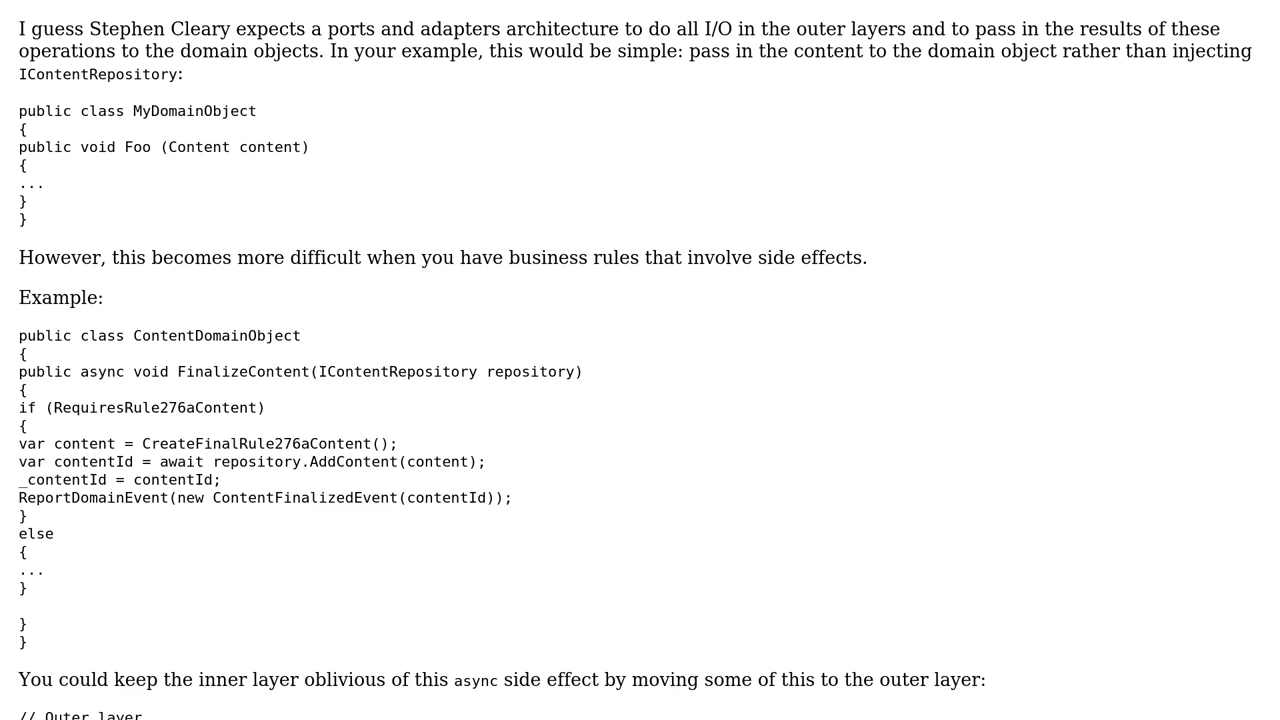 I guess Stephen Cleary expects a ports and adapters architecture to do all I/O in the outer layers and to pass in the results of these
operations to the domain objects. In your example, this would be simple: pass in the content to the domain object rather than injecting
IContentRepository:
public class MyDomainObject
{
public void Foo (Content content)
{
...
}
}
However, this becomes more difficult when you have business rules that involve side effects.
Example:
public class ContentDomainObject
{
public async void FinalizeContent(IContentRepository repository)
{
if (RequiresRule276aContent)
{
var content = CreateFinalRule276aContent();
var contentId = await repository.AddContent(content);
_contentId = contentId;
ReportDomainEvent(new ContentFinalizedEvent(contentId));
}
else
{
...
}
}
}
You could keep the inner layer oblivious of this async side effect by moving some of this to the outer layer:
// Outer layer